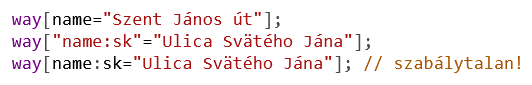 way[name="Szent János út"];
way["name:sk"="Ulica Svätého Jána"];
way[name:sk="Ulica Svätého Jána"]; // szabálytalan!